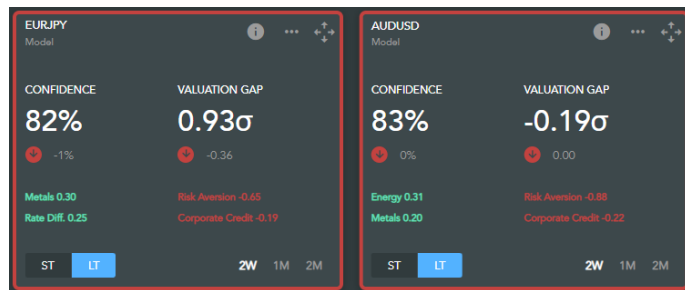 EURJPY
Model
CONFIDENCE VALUATION GAP
82% 0.93σ
-1% -0.36
Metals 0.30 Risk Aversion -0.65
Rate Diff. 0.25 Corporate Credit -0.19
ST LT 2W 1M 2M
AUDUSD
Model
CONFIDENCE VALUATION GAP
83% -0.19σ
0% 0.00
Energy 0.31 Risk Aversion -0.88
Metals 0.20 Corporate Credit -0.22
ST LT 2W 1M 2M